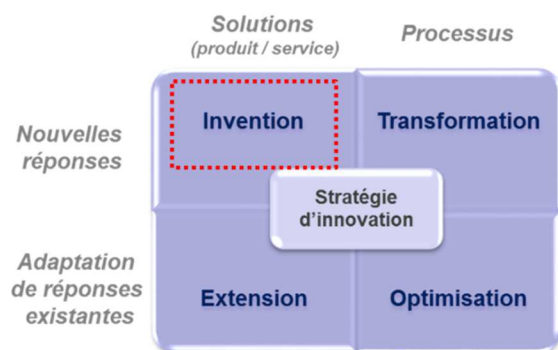 Solutions
(produit / service)
Processus
Nouvelles
réponses
Invention
Transformation
Stratégie
d'innovation
Adaptation
de réponses
existantes
Extension
Optimisation